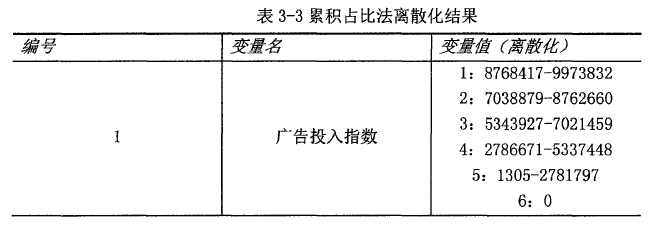 表 3-3 累积占比法离散化结果
编号 变量名 变量值（离散化）
1：8768417-9973832
2：7038879-8762660
3：5343927-7021459
1 广告投入指数 4：2786671-5337448
5：1305-2781797
6：0